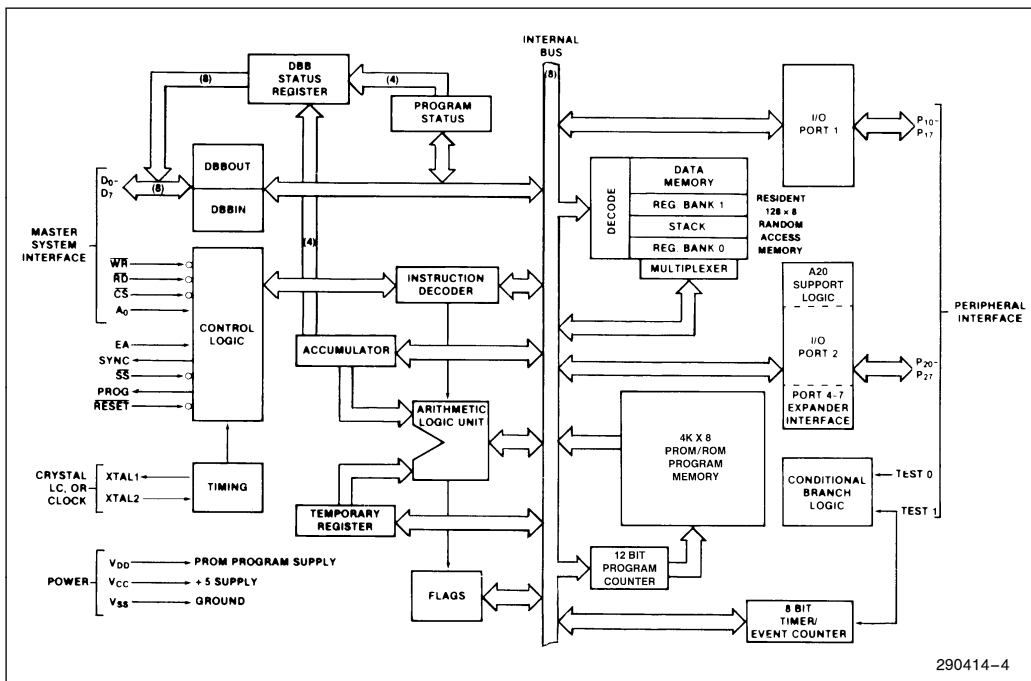 INTERNAL
BUS
(8)
DBB
STATUS
REGISTER
(8)
(4)
PROGRAM
STATUS
I/O
PORT 1
P10–
P17
DBBOUT
DBBIN
D0–
D7
(8)
DECODE
DATA
MEMORY
REG. BANK 1
STACK
REG. BANK 0
MULTIPLEXER
RESIDENT
128 x 8
RANDOM
ACCESS
MEMORY
MASTER
SYSTEM
INTERFACE
(4)
W̅R̅
R̅D̅
C̅S̅
A0
EA
SYNC
S̅S̅
PROG
R̅E̅S̅E̅T̅
CONTROL
LOGIC
INSTRUCTION
DECODER
ACCUMULATOR
A20
SUPPORT
LOGIC
I/O
PORT 2
PORT 4-7
EXPANDER
INTERFACE
P20–
P27
PERIPHERAL
INTERFACE
ARITHMETIC
LOGIC UNIT
4K X 8
PROM/ROM
PROGRAM
MEMORY
CRYSTAL
LC, OR
CLOCK
XTAL1
XTAL2
TIMING
TEMPORARY
REGISTER
CONDITIONAL
BRANCH
LOGIC
TEST 0
TEST 1
POWER
VDD
PROM PROGRAM SUPPLY
VCC
+5 SUPPLY
VSS
GROUND
FLAGS
12 BIT
PROGRAM
COUNTER
8 BIT
TIMER/
EVENT COUNTER
290414–4